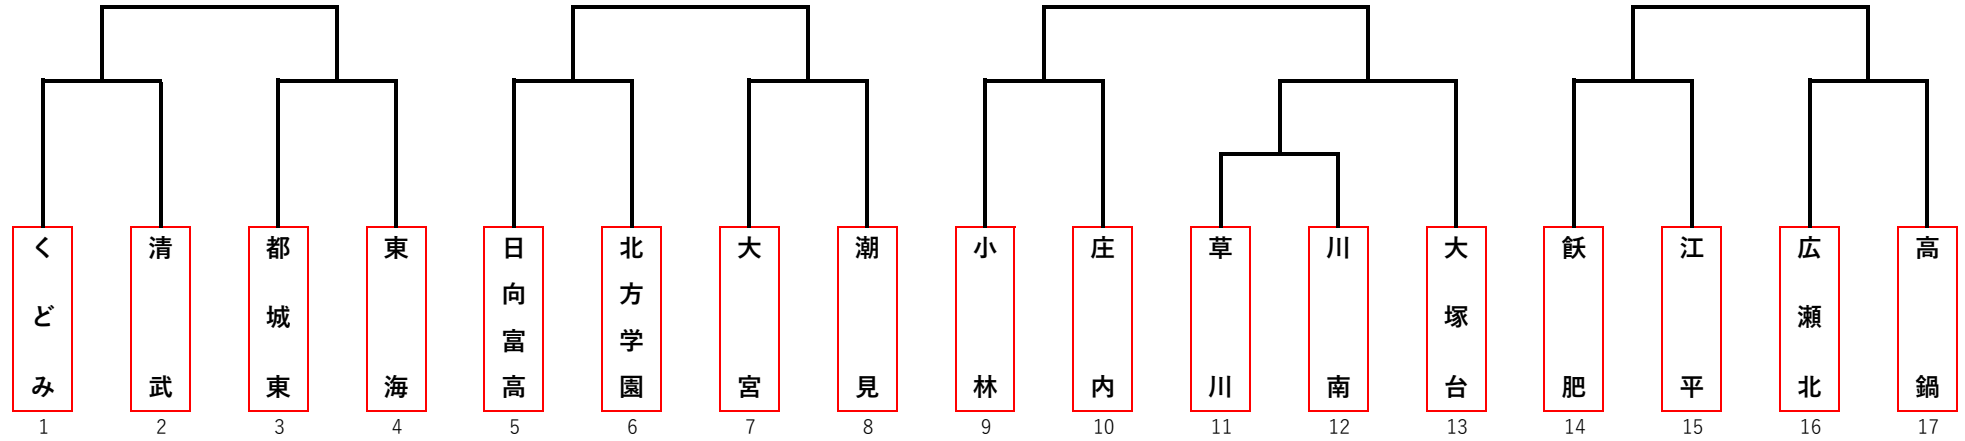 くどみ
清武
都城東
東海
日向富高
北方学園
大宮
潮見
小林
庄内
草川
川南
大塚台
飫肥
江平
広瀬北
高鍋
1 2 3 4 5 6 7 8 9 10 11 12 13 14 15 16 17